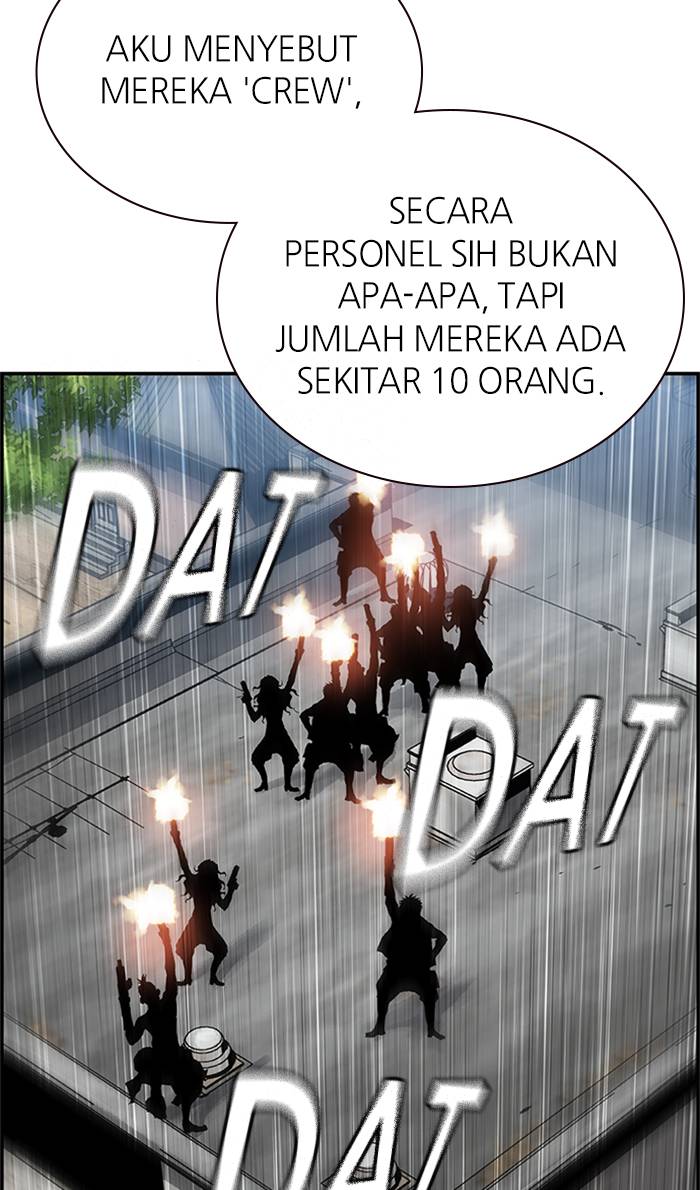 AKU MENYEBUT
MEREKA 'CREW',
SECARA
PERSONEL SIH BUKAN
APA-APA, TAPI
JUMLAH MEREKA ADA
SEKITAR 10 ORANG.
DAT
DAT
DAT